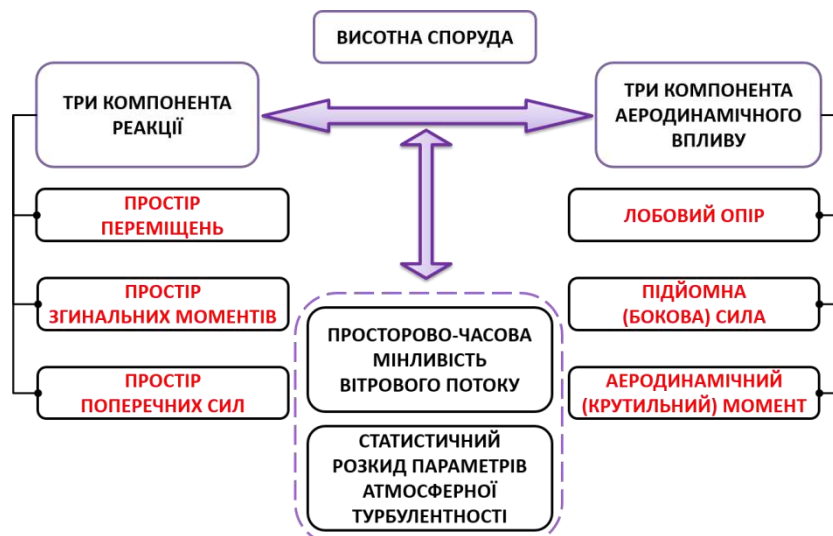 ВИСОТНА СПОРУДА
ТРИ КОМПОНЕНТА
РЕАКЦІЇ
ТРИ КОМПОНЕНТА
АЕРОДИНАМІЧНОГО
ВПЛИВУ
ПРОСТІР
ПЕРЕМІЩЕНЬ
ПРОСТІР
ЗГИНАЛЬНИХ МОМЕНТІВ
ПРОСТІР
ПОПЕРЕЧНИХ СИЛ
ЛОБОВИЙ ОПІР
ПІДЙОМНА
(БОКОВА) СИЛА
АЕРОДИНАМІЧНИЙ
(КРУТИЛЬНИЙ) МОМЕНТ
ПРОСТОРОВО-ЧАСОВА
МІНЛИВІСТЬ
ВІТРОВОГО ПОТОКУ
СТАТИСТИЧНИЙ
РОЗКИД ПАРАМЕТРІВ
АТМОСФЕРНОЇ
ТУРБУЛЕНТНОСТІ